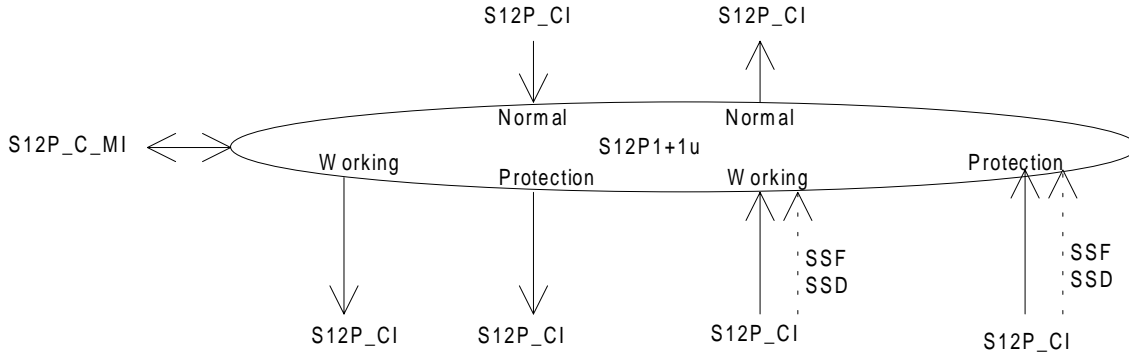 S12P_CI S12P_CI
Normal Normal
S12P_C_MI S12P1+1u
Working Protection Working Protection
SSF SSF
SSD SSD
S12P_CI S12P_CI S12P_CI S12P_CI